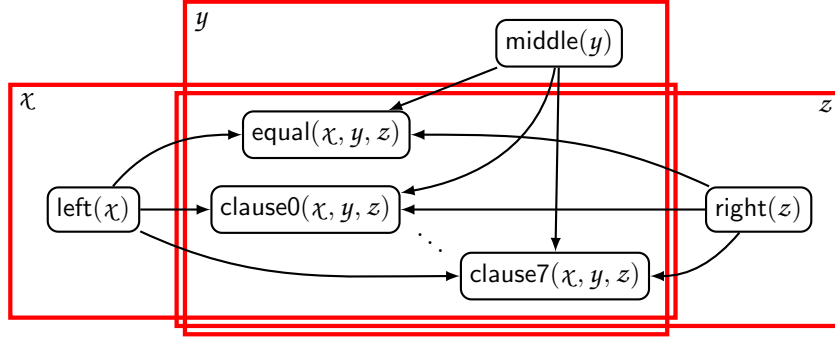 y
middle(y)
χ
z
equal(χ, y, z)
left(χ)
clause0(χ, y, z)
right(z)
⋱
clause7(χ, y, z)